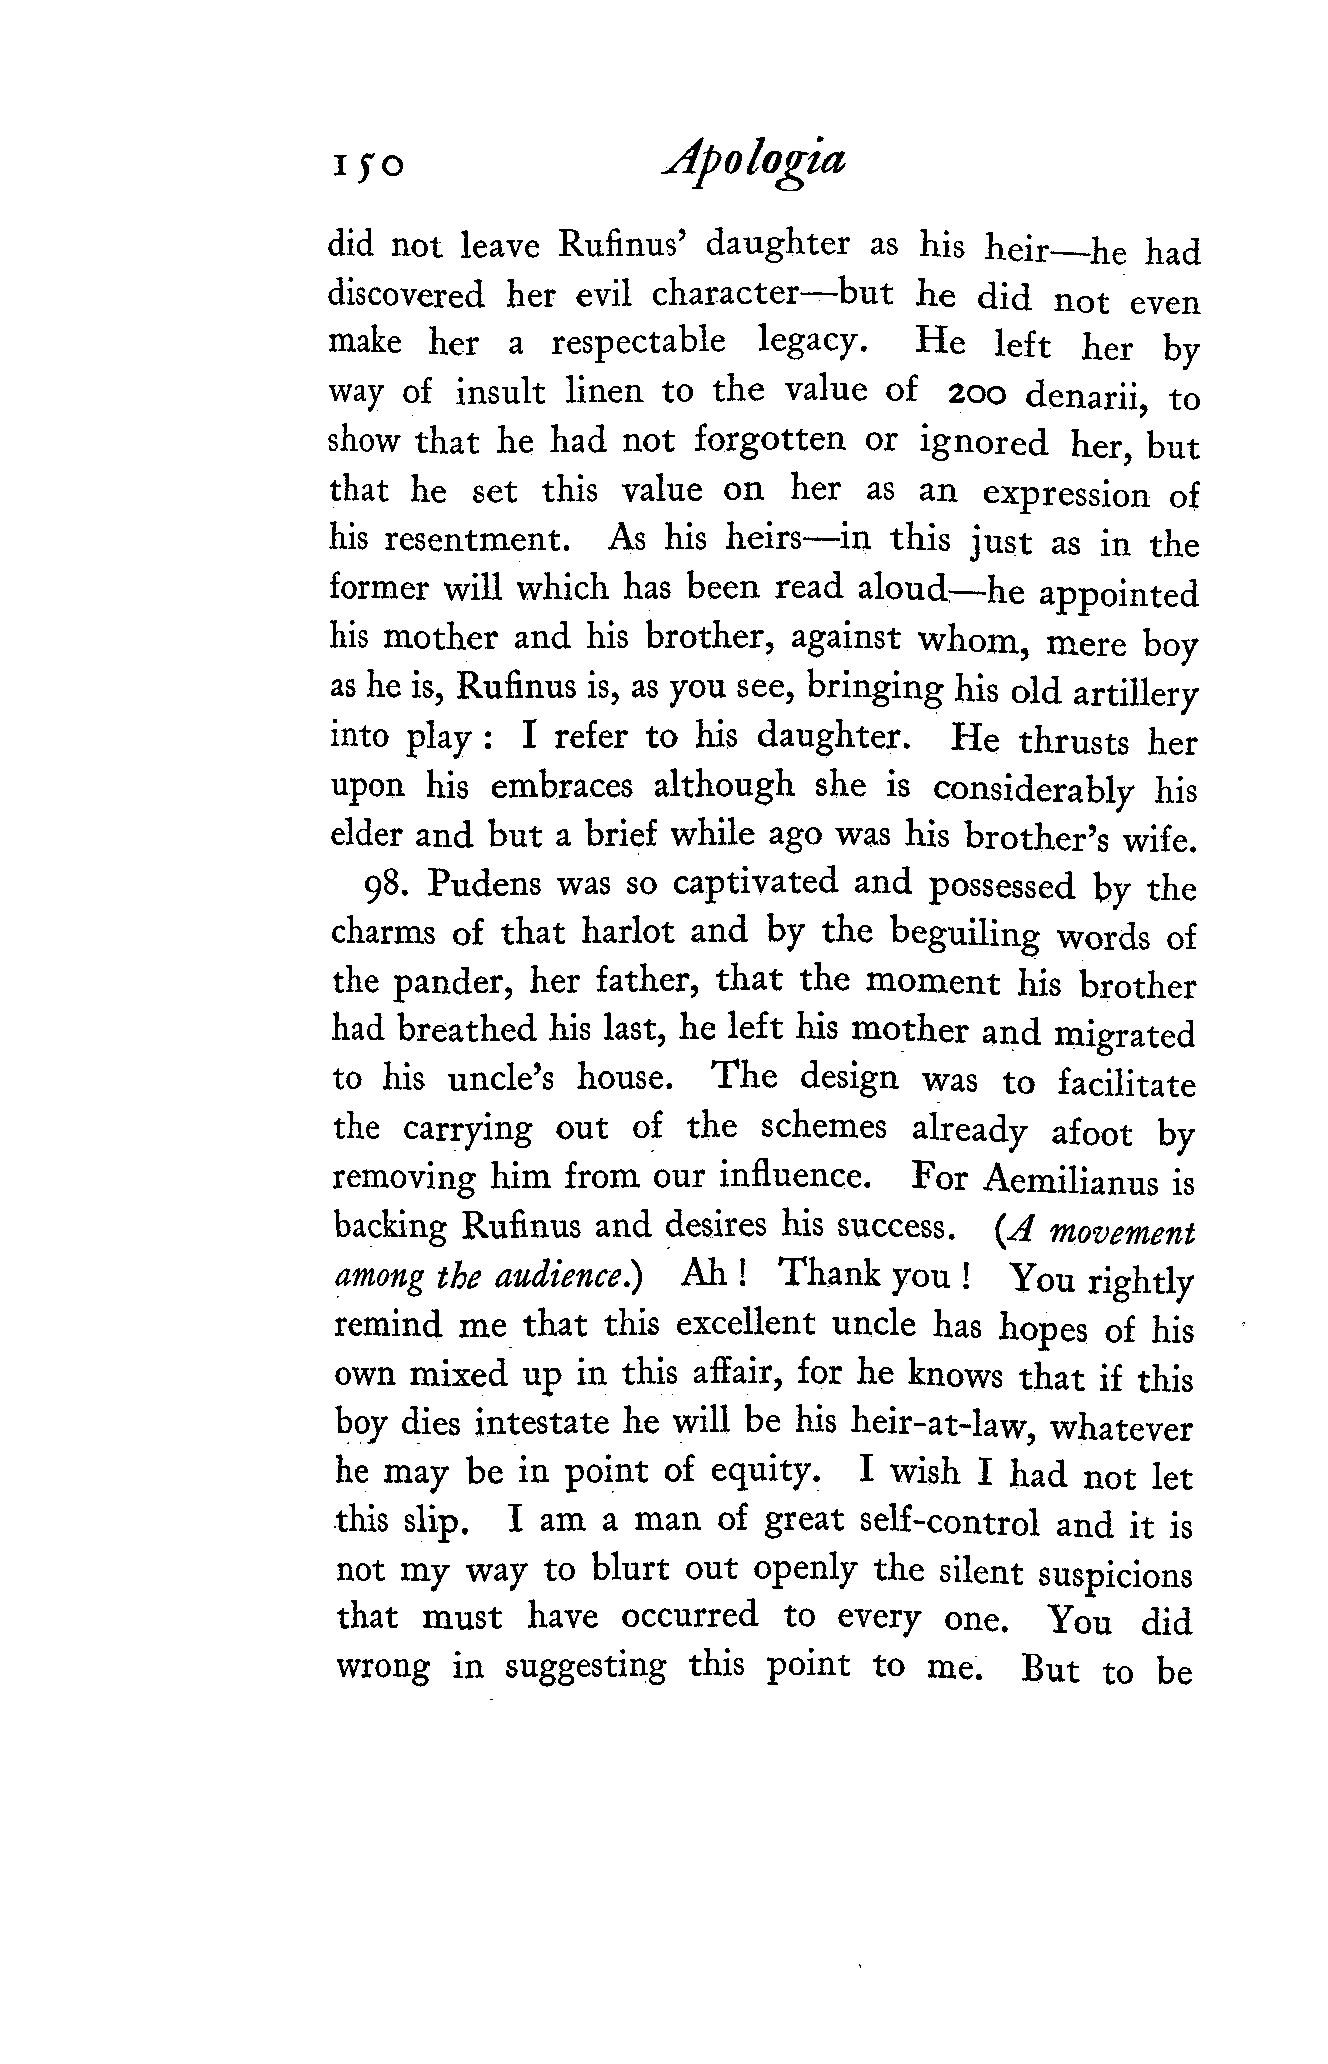 150 Apologia
did not leave Rufinus' daughter as his heir—he had
discovered her evil character—but he did not even
make her a respectable legacy. He left her by
way of insult linen to the value of 200 denarii, to
show that he had not forgotten or ignored her, but
that he set this value on her as an expression of
his resentment. As his heirs—in this just as in the
former will which has been read aloud—he appointed
his mother and his brother, against whom, mere boy
as he is, Rufinus is, as you see, bringing his old artillery
into play : I refer to his daughter. He thrusts her
upon his embraces although she is considerably his
elder and but a brief while ago was his brother's wife.
98. Pudens was so captivated and possessed by the
charms of that harlot and by the beguiling words of
the pander, her father, that the moment his brother
had breathed his last, he left his mother and migrated
to his uncle's house. The design was to facilitate
the carrying out of the schemes already afoot by
removing him from our influence. For Aemilianus is
backing Rufinus and desires his success. (A movement
among the audience.) Ah ! Thank you ! You rightly
remind me that this excellent uncle has hopes of his
own mixed up in this affair, for he knows that if this
boy dies intestate he will be his heir-at-law, whatever
he may be in point of equity. I wish I had not let
this slip. I am a man of great self-control and it is
not my way to blurt out openly the silent suspicions
that must have occurred to every one. You did
wrong in suggesting this point to me. But to be